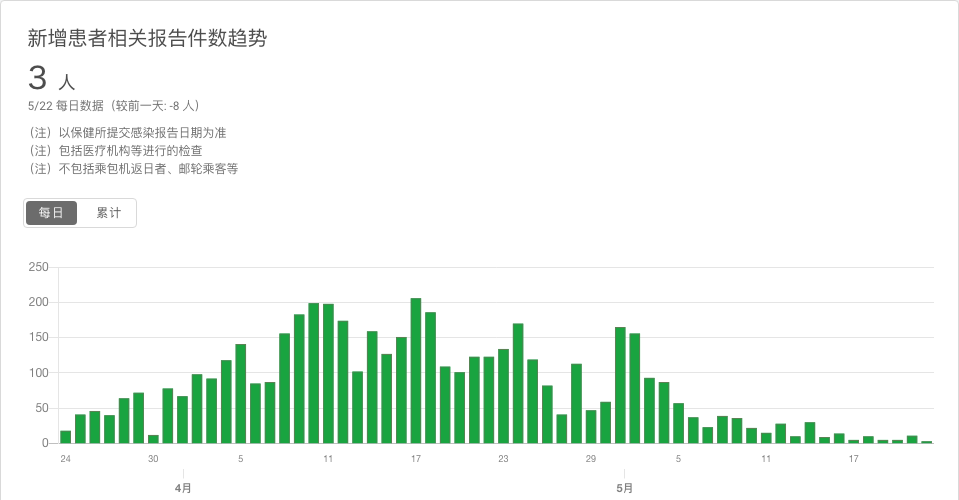 新增患者相关报告件数趋势
3 人
5/22 每日数据（较前一天: -8 人）
（注）以保健所提交感染报告日期为准
（注）包括医疗机构等进行的检查
（注）不包括乘包机返日者、邮轮乘客等
每日 累计
250
200
150
100
50
0
24 30 5 11 17 23 29 5 11 17
4月 5月